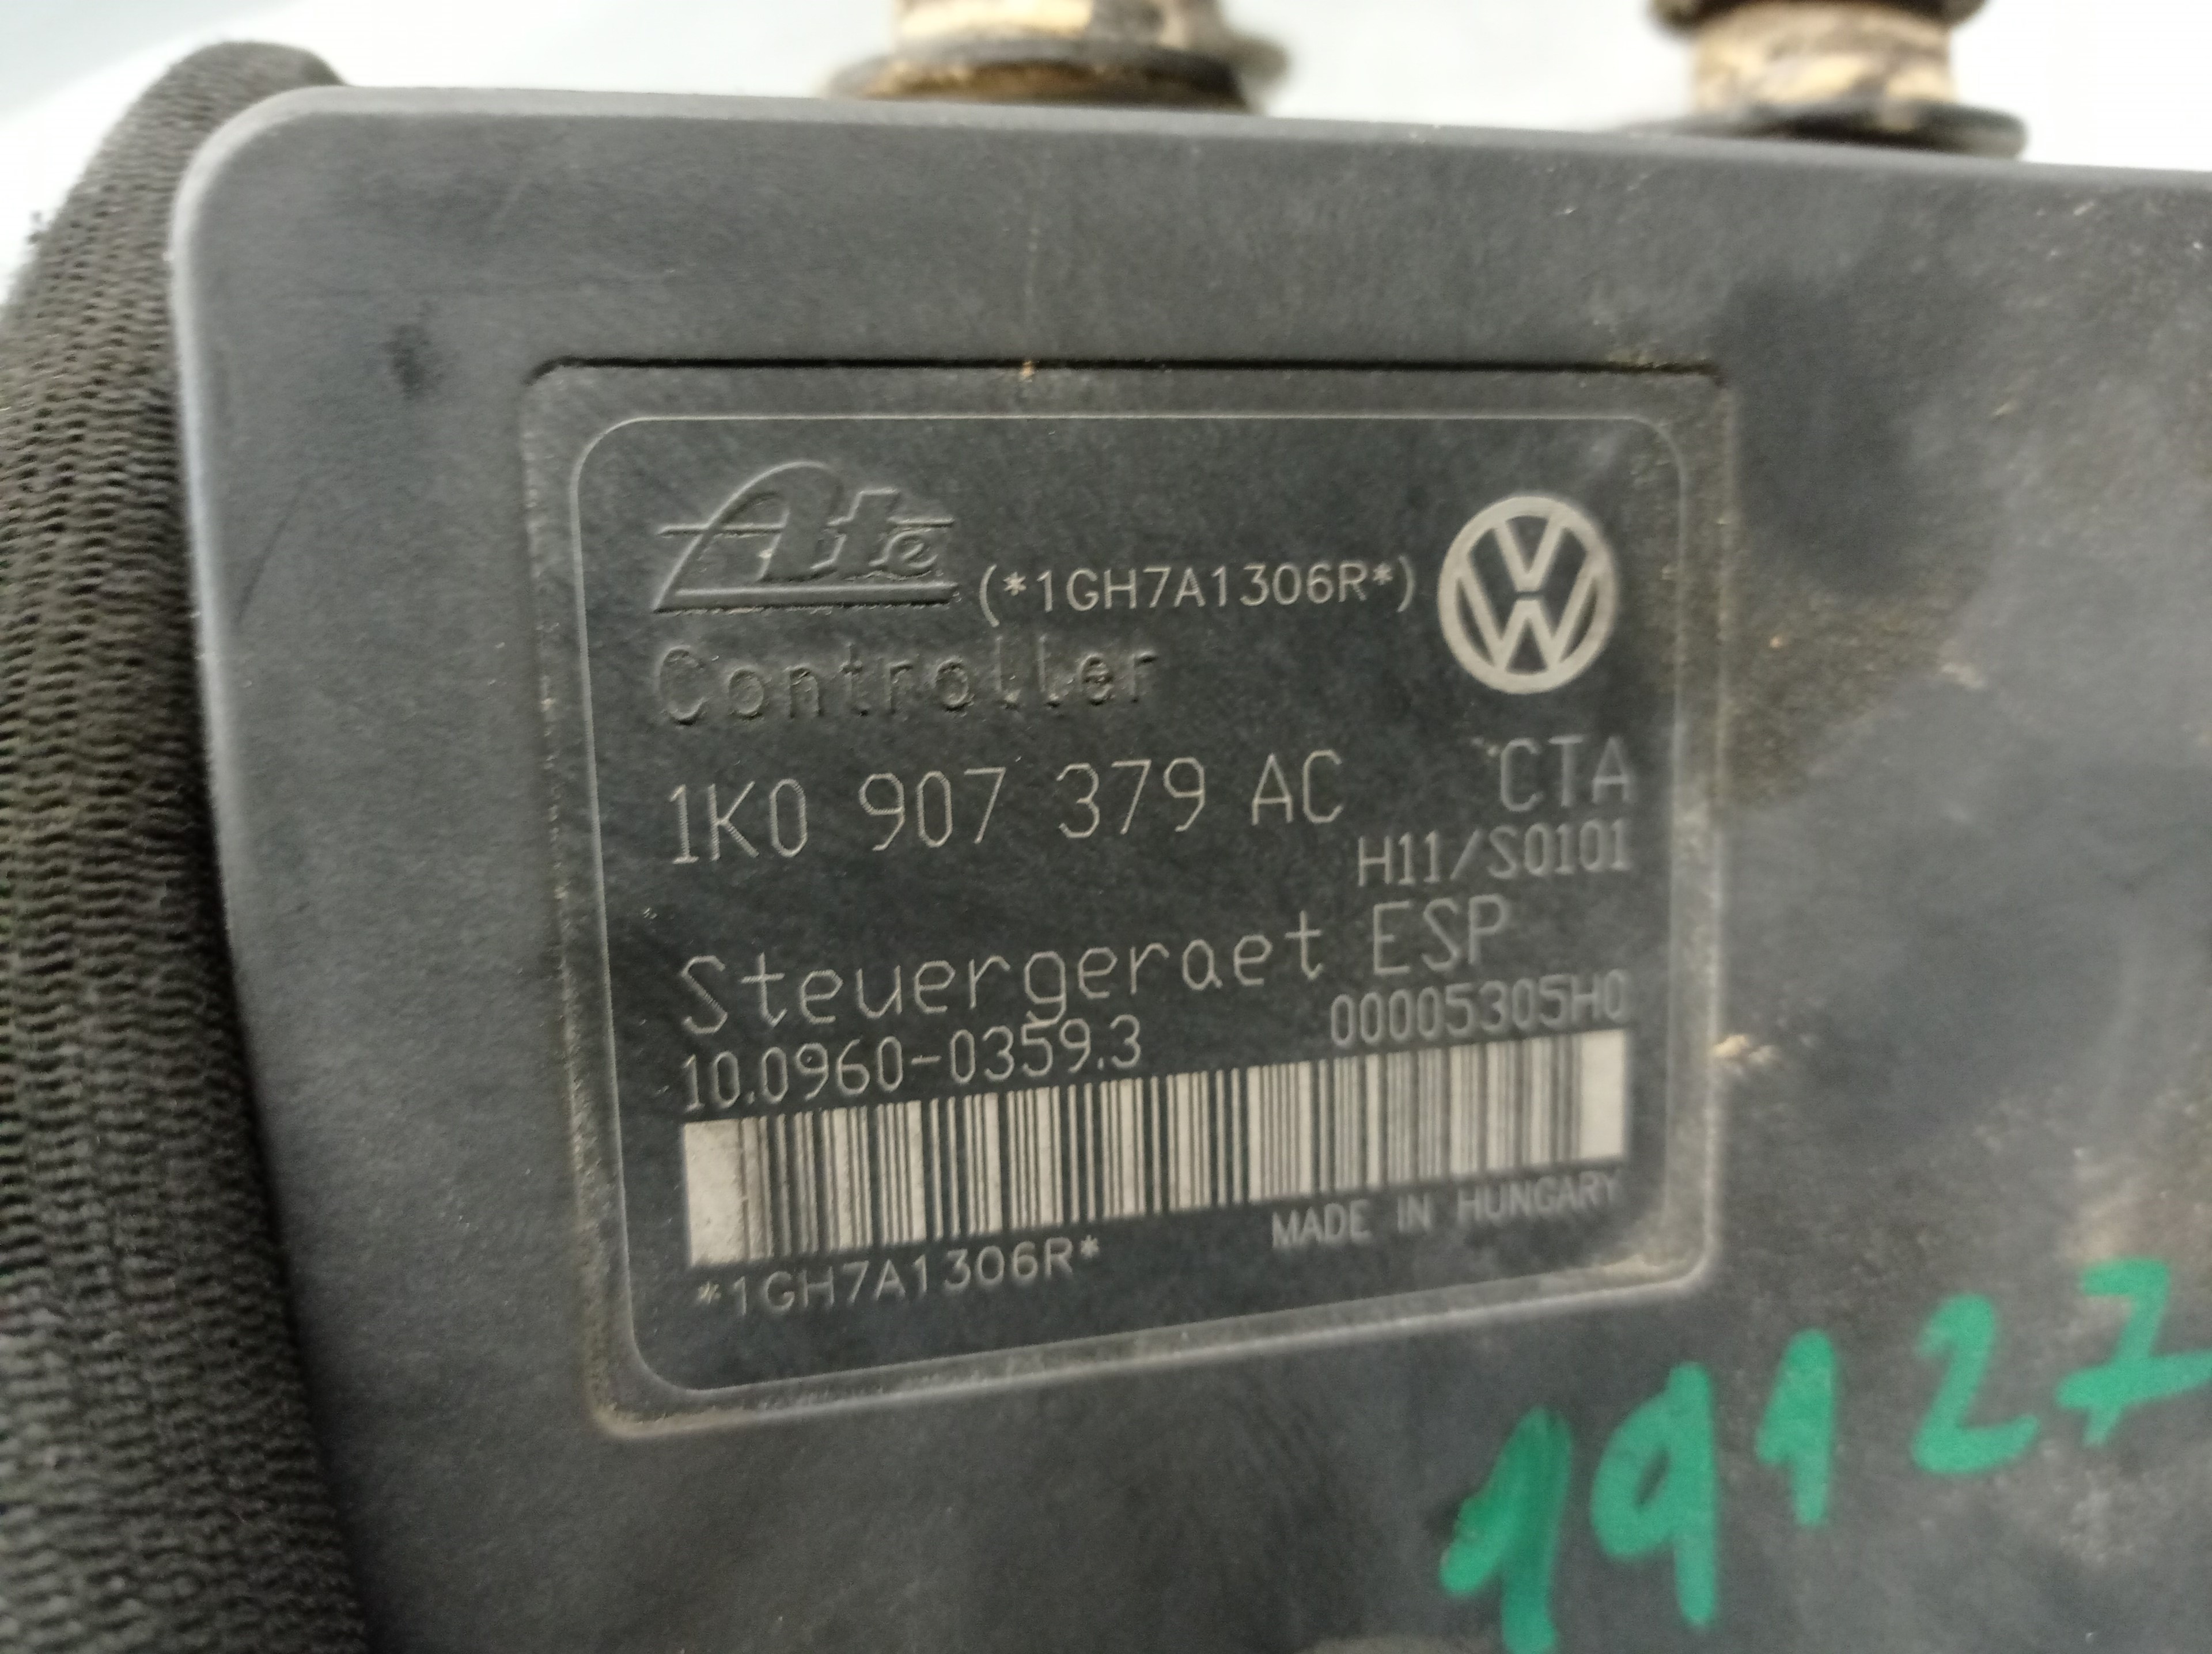 Ate (*1GH7A1306R*)
Controller
1K0 907 379 AC CTA
H11/S0101
Steuergeraet ESP
10.0960-0359.3 00005305H0
MADE IN HUNGARY
*1GH7A1306R*
19127